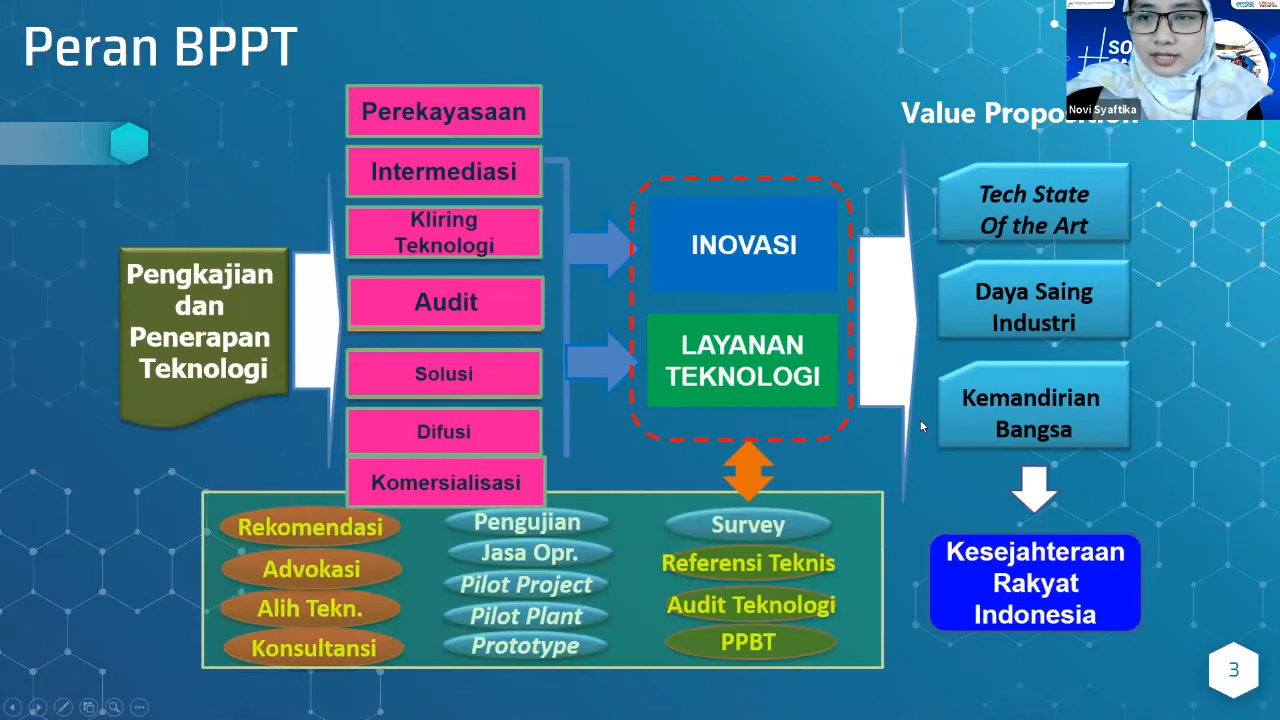 Peran BPPT
Novi Syaftika
Value Proposition
Perekayasaan
Intermediasi
Kliring
Teknologi
Audit
Solusi
Difusi
Komersialisasi
Pengkajian
dan
Penerapan
Teknologi
INOVASI
LAYANAN
TEKNOLOGI
Tech State
Of the Art
Daya Saing
Industri
Kemandirian
Bangsa
Kesejahteraan
Rakyat
Indonesia
Rekomendasi
Advokasi
Alih Tekn.
Konsultansi
Pengujian
Jasa Opr.
Pilot Project
Pilot Plant
Prototype
Survey
Referensi Teknis
Audit Teknologi
PPBT
3